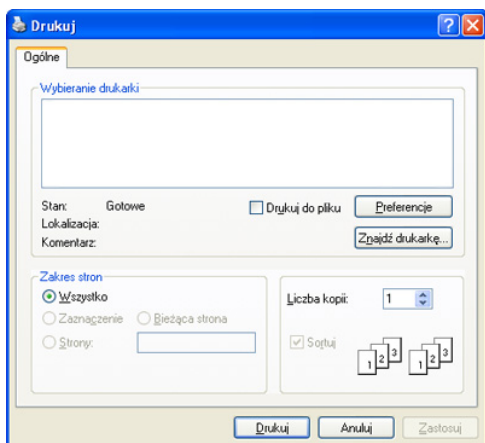 Drukuj
Ogólne
Wybieranie drukarki
Stan: Gotowe
Drukuj do pliku
Preferencje
Lokalizacja:
Komentarz:
Znajdź drukarkę...
Zakres stron
Wszystko
Zaznaczenie Bieżąca strona
Strony:
Liczba kopii: 1
Sortuj
1 2 3 1 2 3
Drukuj Anuluj Zastosuj